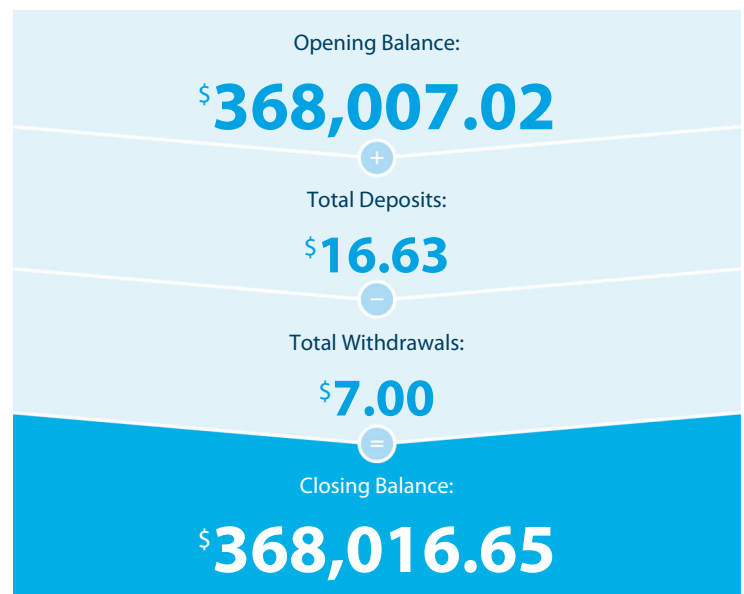 Opening Balance:
$368,007.02
+
Total Deposits:
$16.63
−
Total Withdrawals:
$7.00
=
Closing Balance:
$368,016.65